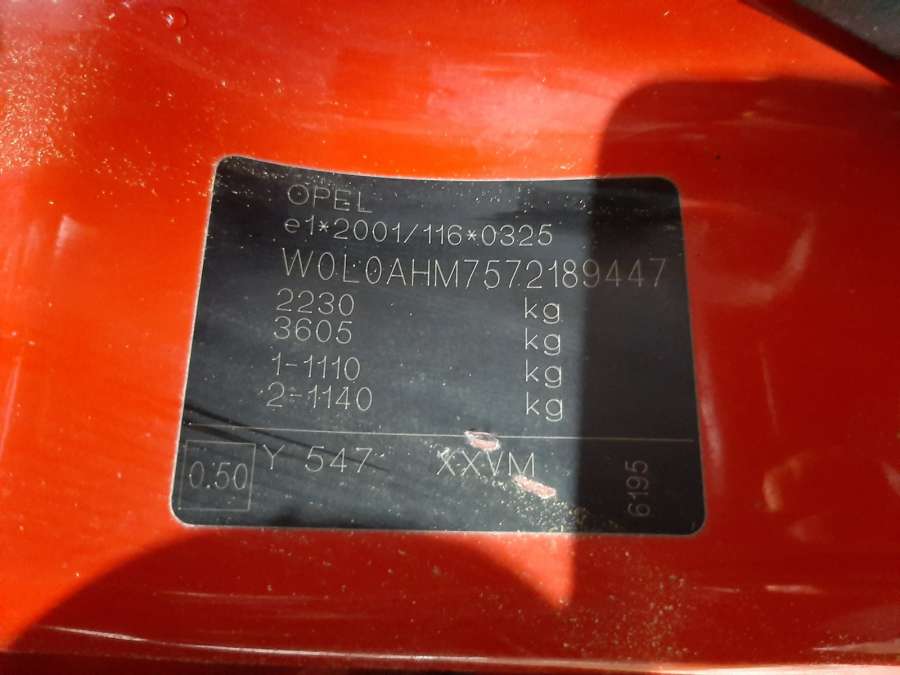 OPEL
e1*2001/116*0325
W0L0AHM7572189447
2230 kg
3605 kg
1-1110 kg
2-1140 kg
0.50 Y 547 XXVM
6195